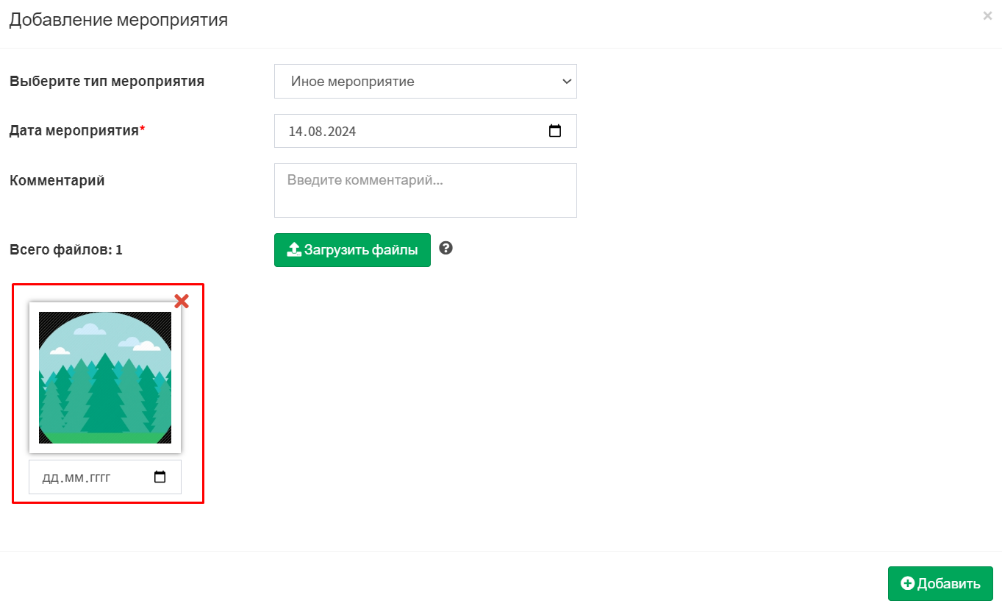 Добавление мероприятия
×
Выберите тип мероприятия
Иное мероприятие
Дата мероприятия*
14.08.2024
Комментарий
Введите комментарий...
Всего файлов: 1
Загрузить файлы
?
дд.мм.гггг
Добавить